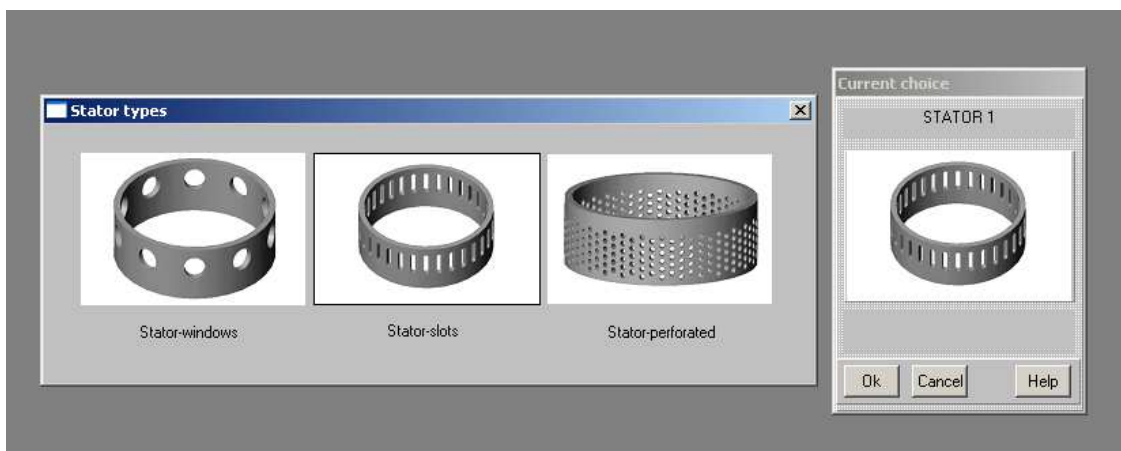 Stator types
Stator-windows
Stator-slots
Stator-perforated
Current choice
STATOR 1
Ok
Cancel
Help